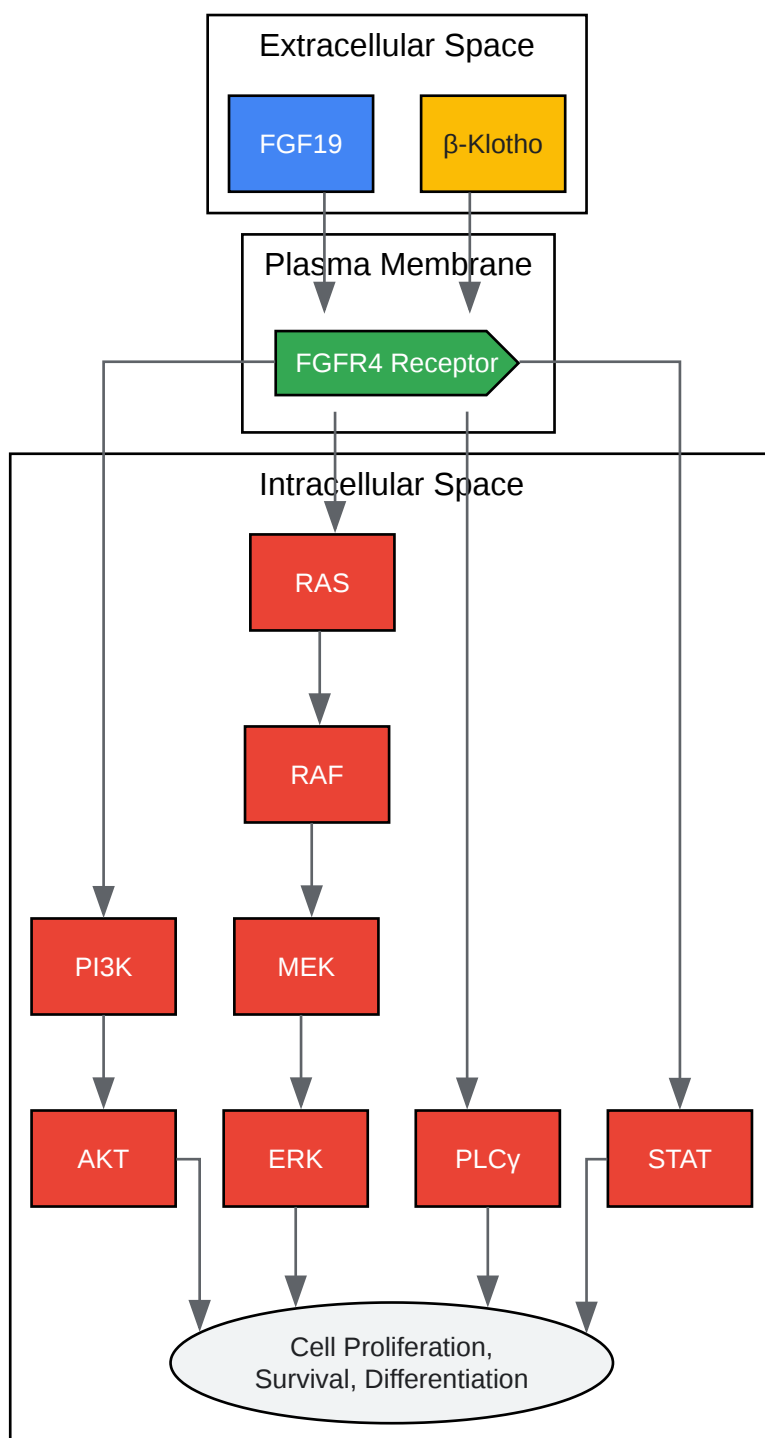 Extracellular Space
FGF19
β-Klotho
Plasma Membrane
FGFR4 Receptor
Intracellular Space
RAS
RAF
PI3K
MEK
AKT
ERK
PLCγ
STAT
Cell Proliferation,
Survival, Differentiation